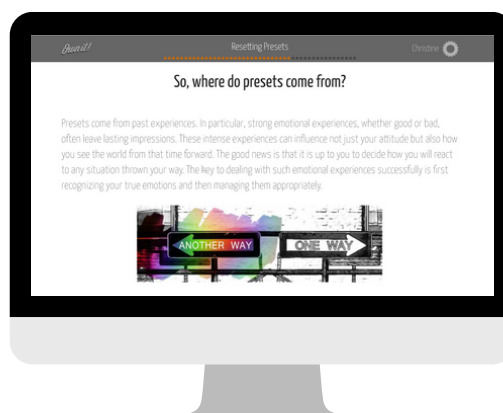 Own it!
Resetting Presets
Christine
So, where do presets come from?
Presets come from past experiences. In particular, strong emotional experiences, whether good or bad,
often leave lasting impressions. These intense experiences can influence not just your attitude but also how
you see the world from that time forward. The good news is that it is up to you to decide how you will react
to any situation thrown your way. The key to dealing with such emotional experiences successfully is first
recognizing your true emotions and then managing them appropriately.
ANOTHER WAY
ONE WAY